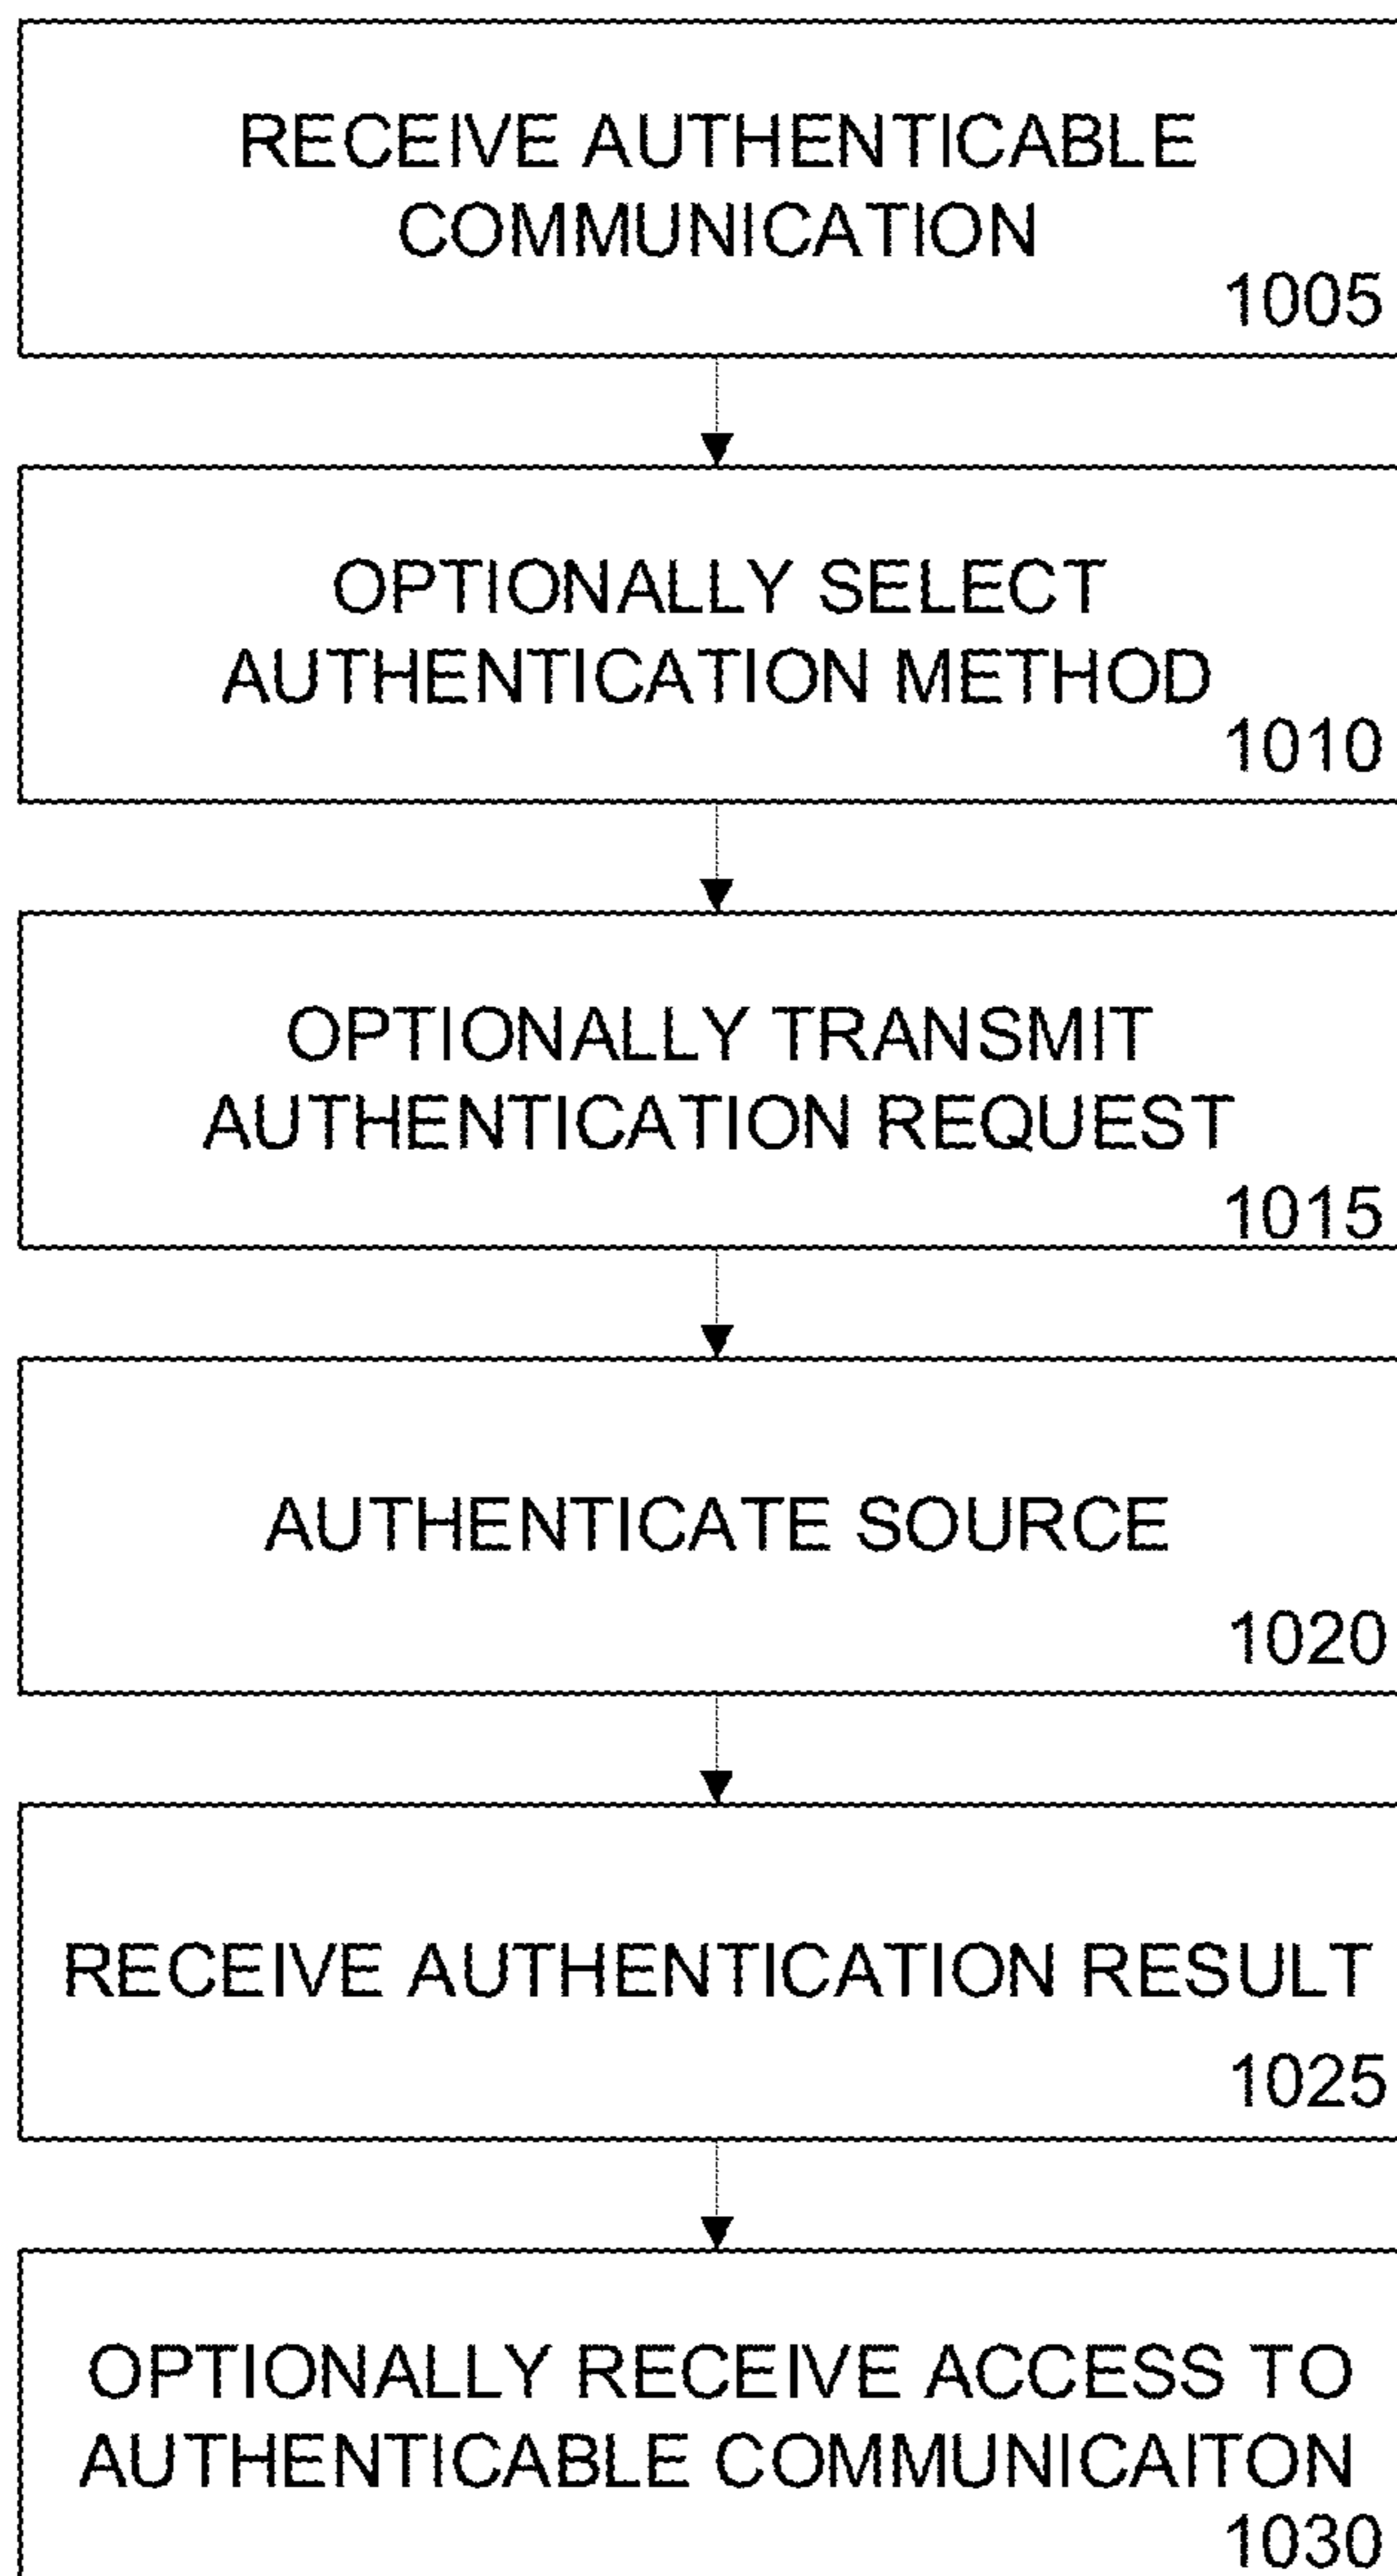 RECEIVE AUTHENTICABLE
COMMUNICATION
1005
OPTIONALLY SELECT
AUTHENTICATION METHOD
1010
OPTIONALLY TRANSMIT
AUTHENTICATION REQUEST
1015
AUTHENTICATE SOURCE
1020
RECEIVE AUTHENTICATION RESULT
1025
OPTIONALLY RECEIVE ACCESS TO
AUTHENTICABLE COMMUNICAITON
1030